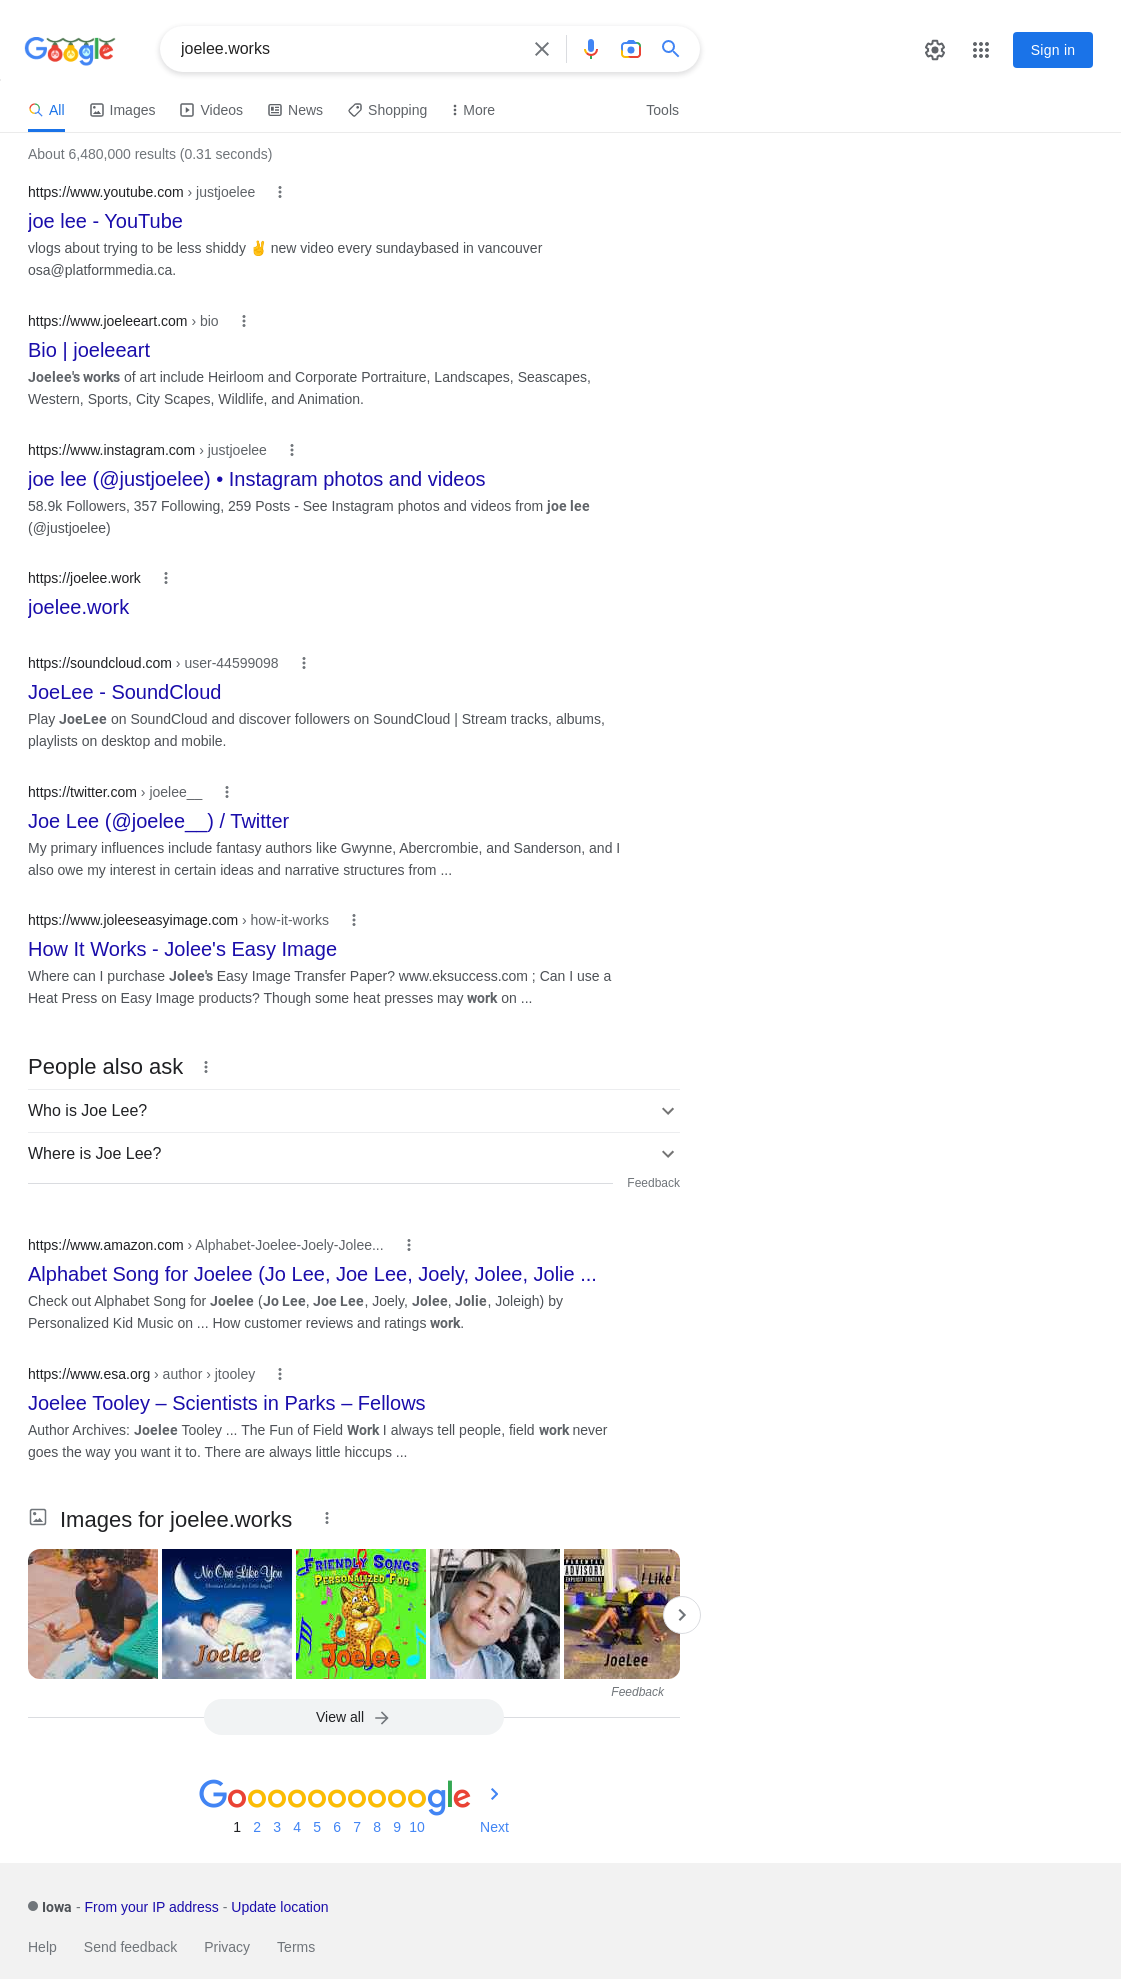 Google
joelee.works
Sign in
All
Images
Videos
News
Shopping
More
Tools
About 6,480,000 results (0.31 seconds)
https://www.youtube.com › justjoelee
joe lee - YouTube
vlogs about trying to be less shiddy ✌ new video every sundaybased in vancouver
osa@platformmedia.ca.
https://www.joeleeart.com › bio
Bio | joeleeart
Joelee's works of art include Heirloom and Corporate Portraiture, Landscapes, Seascapes,
Western, Sports, City Scapes, Wildlife, and Animation.
https://www.instagram.com › justjoelee
joe lee (@justjoelee) • Instagram photos and videos
58.9k Followers, 357 Following, 259 Posts - See Instagram photos and videos from joe lee
(@justjoelee)
https://joelee.work
joelee.work
https://soundcloud.com › user-44599098
JoeLee - SoundCloud
Play JoeLee on SoundCloud and discover followers on SoundCloud | Stream tracks, albums,
playlists on desktop and mobile.
https://twitter.com › joelee__
Joe Lee (@joelee__) / Twitter
My primary influences include fantasy authors like Gwynne, Abercrombie, and Sanderson, and I
also owe my interest in certain ideas and narrative structures from ...
https://www.joleeseasyimage.com › how-it-works
How It Works - Jolee's Easy Image
Where can I purchase Jolee's Easy Image Transfer Paper? www.eksuccess.com ; Can I use a
Heat Press on Easy Image products? Though some heat presses may work on ...
People also ask
Who is Joe Lee?
Where is Joe Lee?
Feedback
https://www.amazon.com › Alphabet-Joelee-Joely-Jolee...
Alphabet Song for Joelee (Jo Lee, Joe Lee, Joely, Jolee, Jolie ...
Check out Alphabet Song for Joelee (Jo Lee, Joe Lee, Joely, Jolee, Jolie, Joleigh) by
Personalized Kid Music on ... How customer reviews and ratings work.
https://www.esa.org › author › jtooley
Joelee Tooley – Scientists in Parks – Fellows
Author Archives: Joelee Tooley ... The Fun of Field Work I always tell people, field work never
goes the way you want it to. There are always little hiccups ...
Images for joelee.works
No One Like You
Christian Lullabies for Little Angels
Joelee
FRIENDLY SONGS
PERSONALIZED FOR
Joelee
PARENTAL
ADVISORY
EXPLICIT CONTENT
I Like
JoeLee
Feedback
View all
Goooooooooogle
1 2 3 4 5 6 7 8 9 10 Next
Iowa - From your IP address - Update location
Help Send feedback Privacy Terms